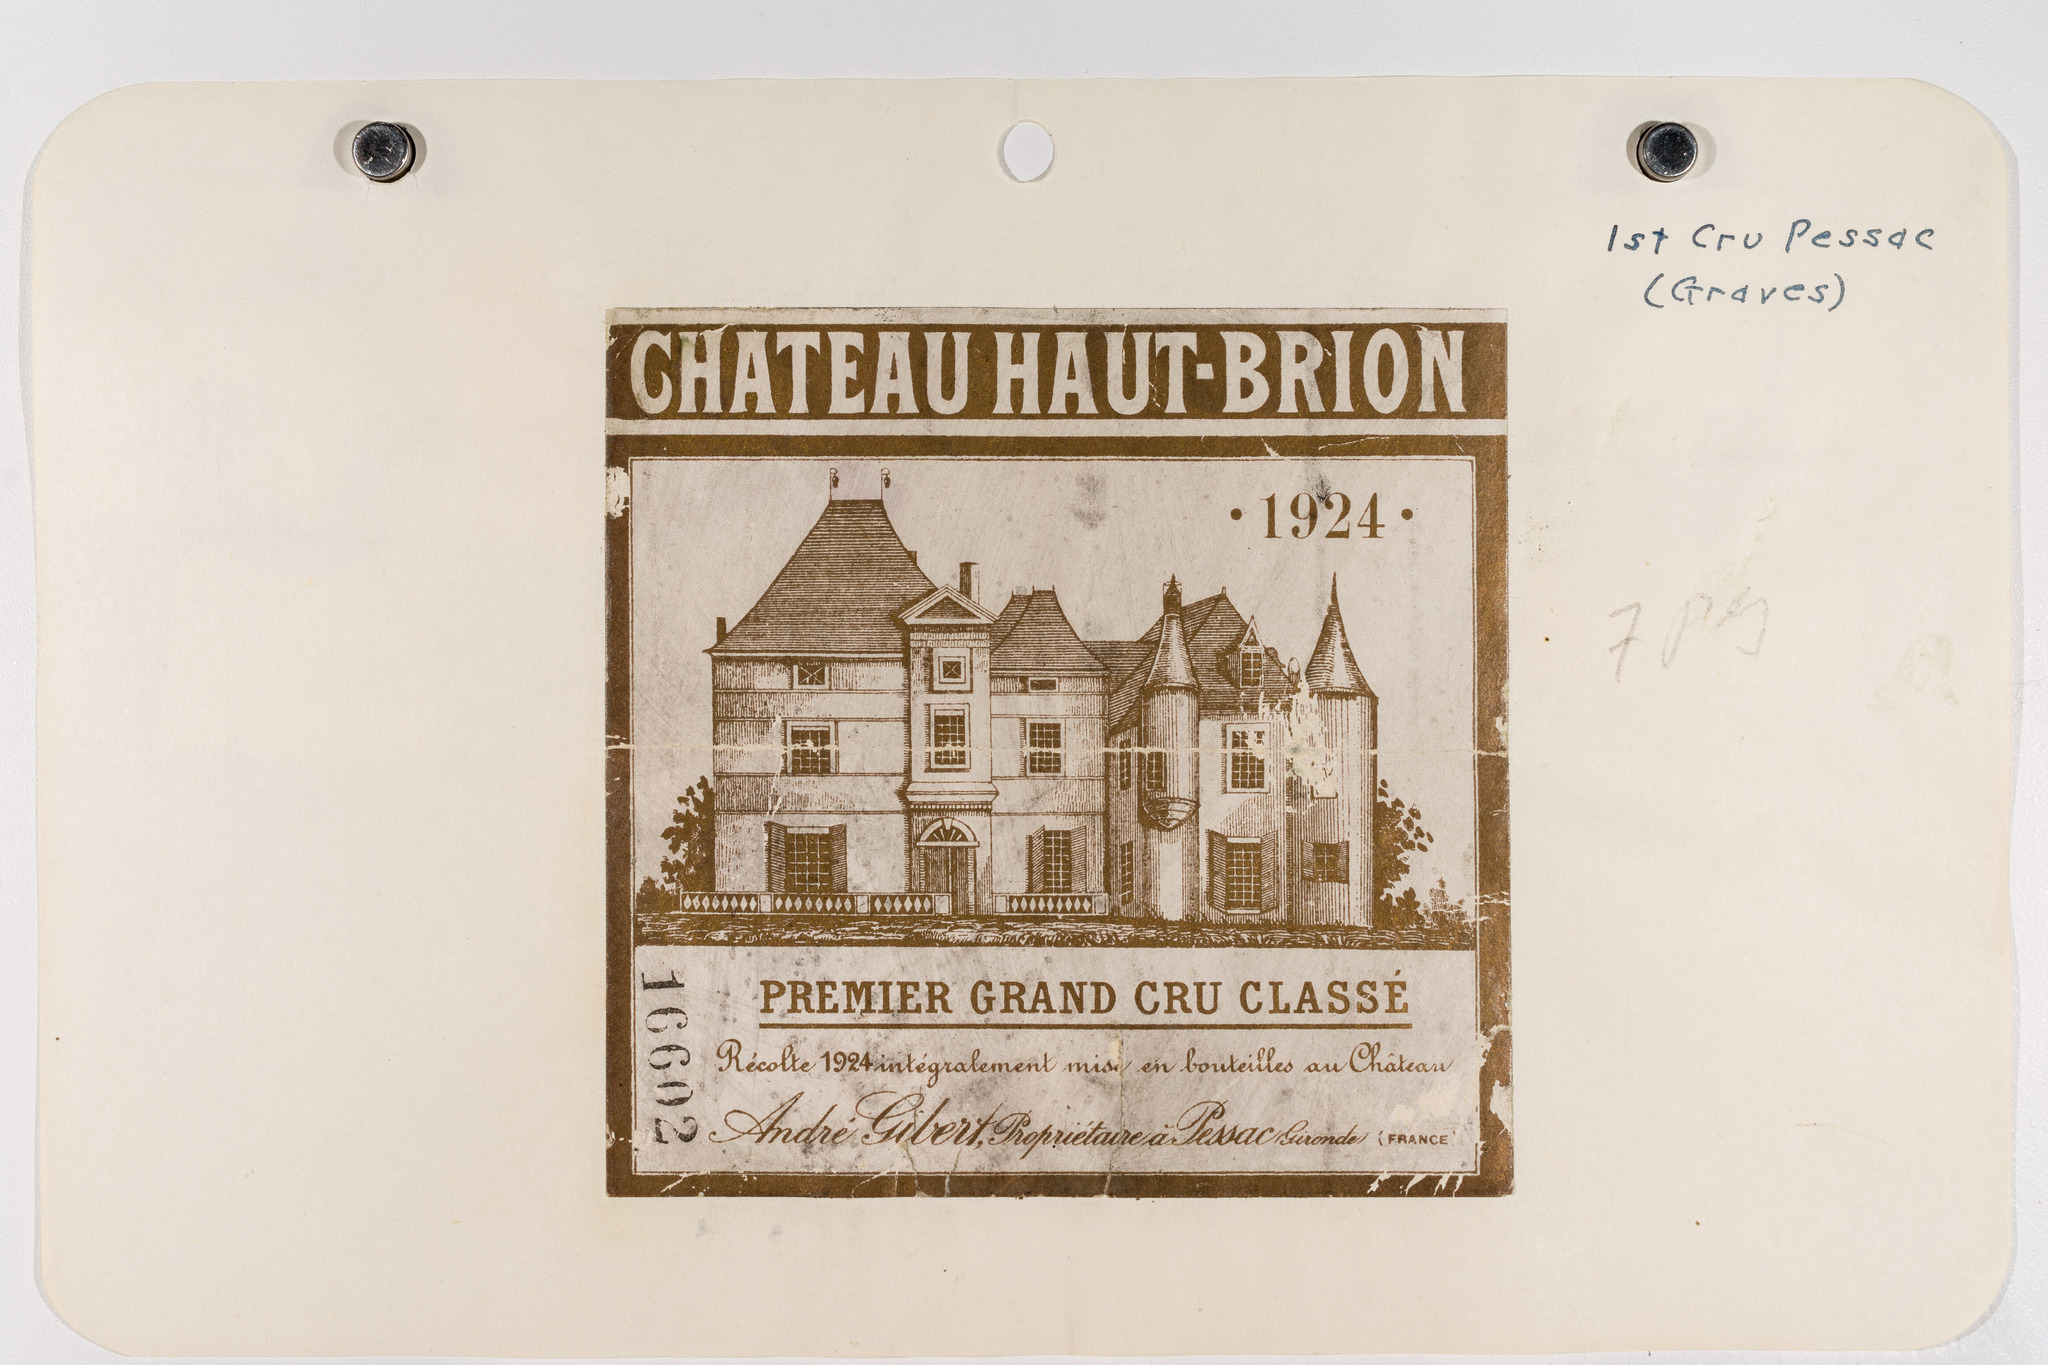 1st Cru Pessac
(Graves)
CHATEAU HAUT-BRION
• 1924 •
7
PREMIER GRAND CRU CLASSÉ
Récolte 1924 intégralement mise en bouteilles au Château
André Gibert, Propriétaire à Pessac Gironde (FRANCE)
16602